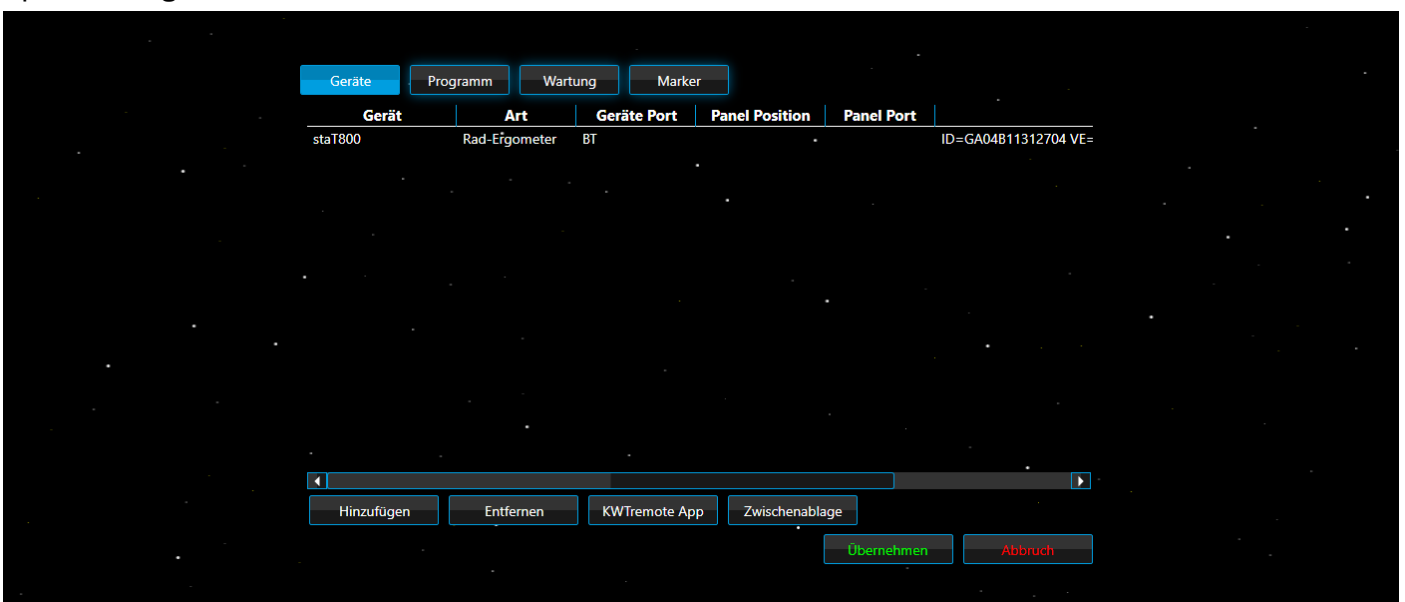 Geräte Programm Wartung Marker
Gerät Art Geräte Port Panel Position Panel Port
staT800 Rad-Ergometer BT ID=GA04B11312704 VE=
Hinzufügen Entfernen KWTremote App Zwischenablage
Übernehmen Abbruch